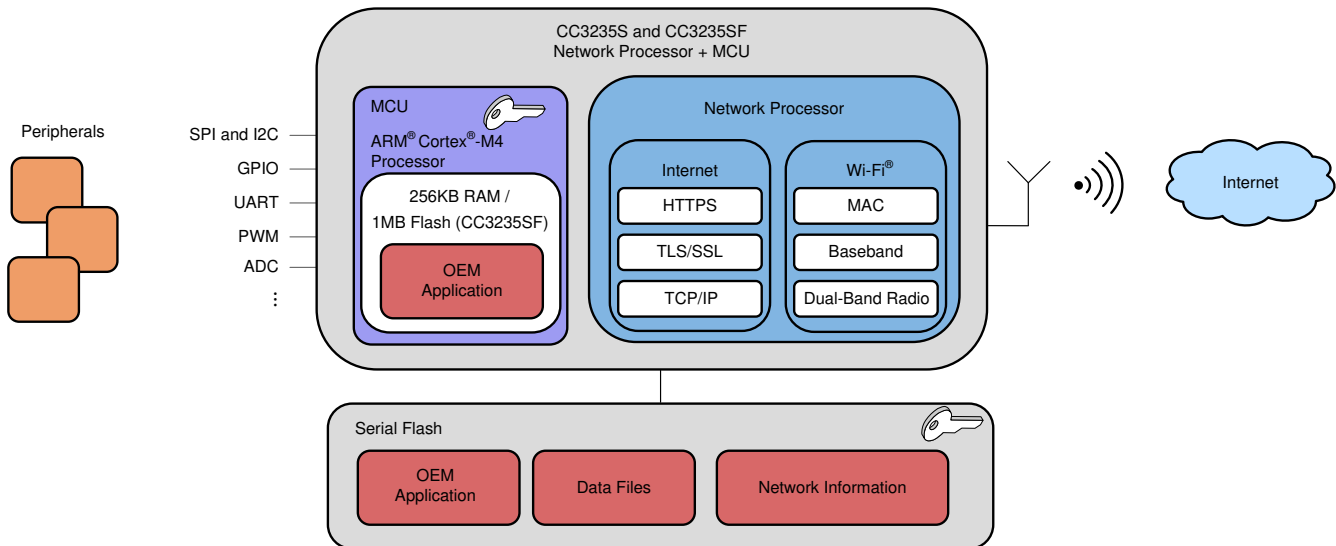 CC3235S and CC3235SF
Network Processor + MCU
Peripherals
SPI and I2C
GPIO
UART
PWM
ADC
⋮
MCU
ARM® Cortex®-M4
Processor
256KB RAM /
1MB Flash (CC3235SF)
OEM
Application
Network Processor
Internet
HTTPS
TLS/SSL
TCP/IP
Wi-Fi®
MAC
Baseband
Dual-Band Radio
Internet
Serial Flash
OEM
Application
Data Files
Network Information